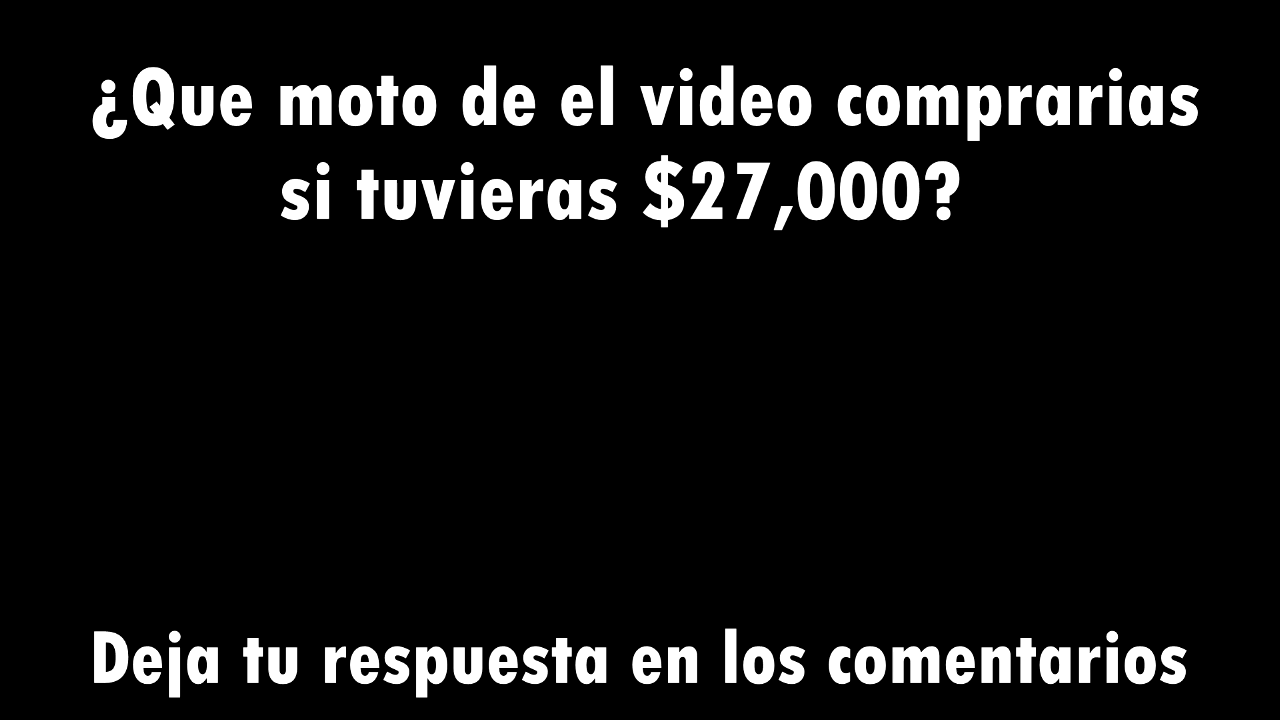 ¿Que moto de el video comprarias
si tuvieras $27,000?
Deja tu respuesta en los comentarios